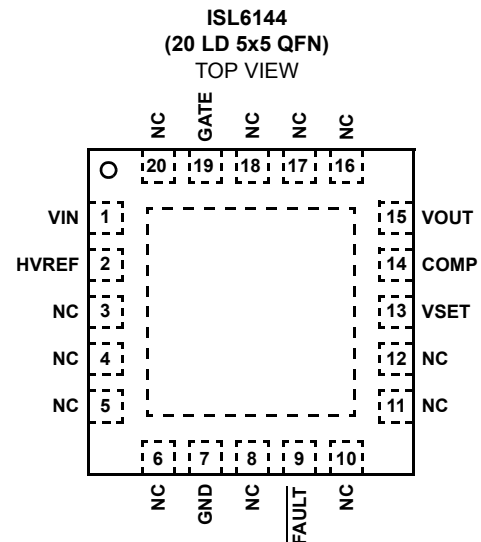 ISL6144
(20 LD 5x5 QFN)
TOP VIEW
NC GATE NC NC NC
20 19 18 17 16
VIN 1 15 VOUT
HVREF 2 14 COMP
NC 3 13 VSET
NC 4 12 NC
NC 5 11 NC
6 7 8 9 10
NC GND NC FAULT NC